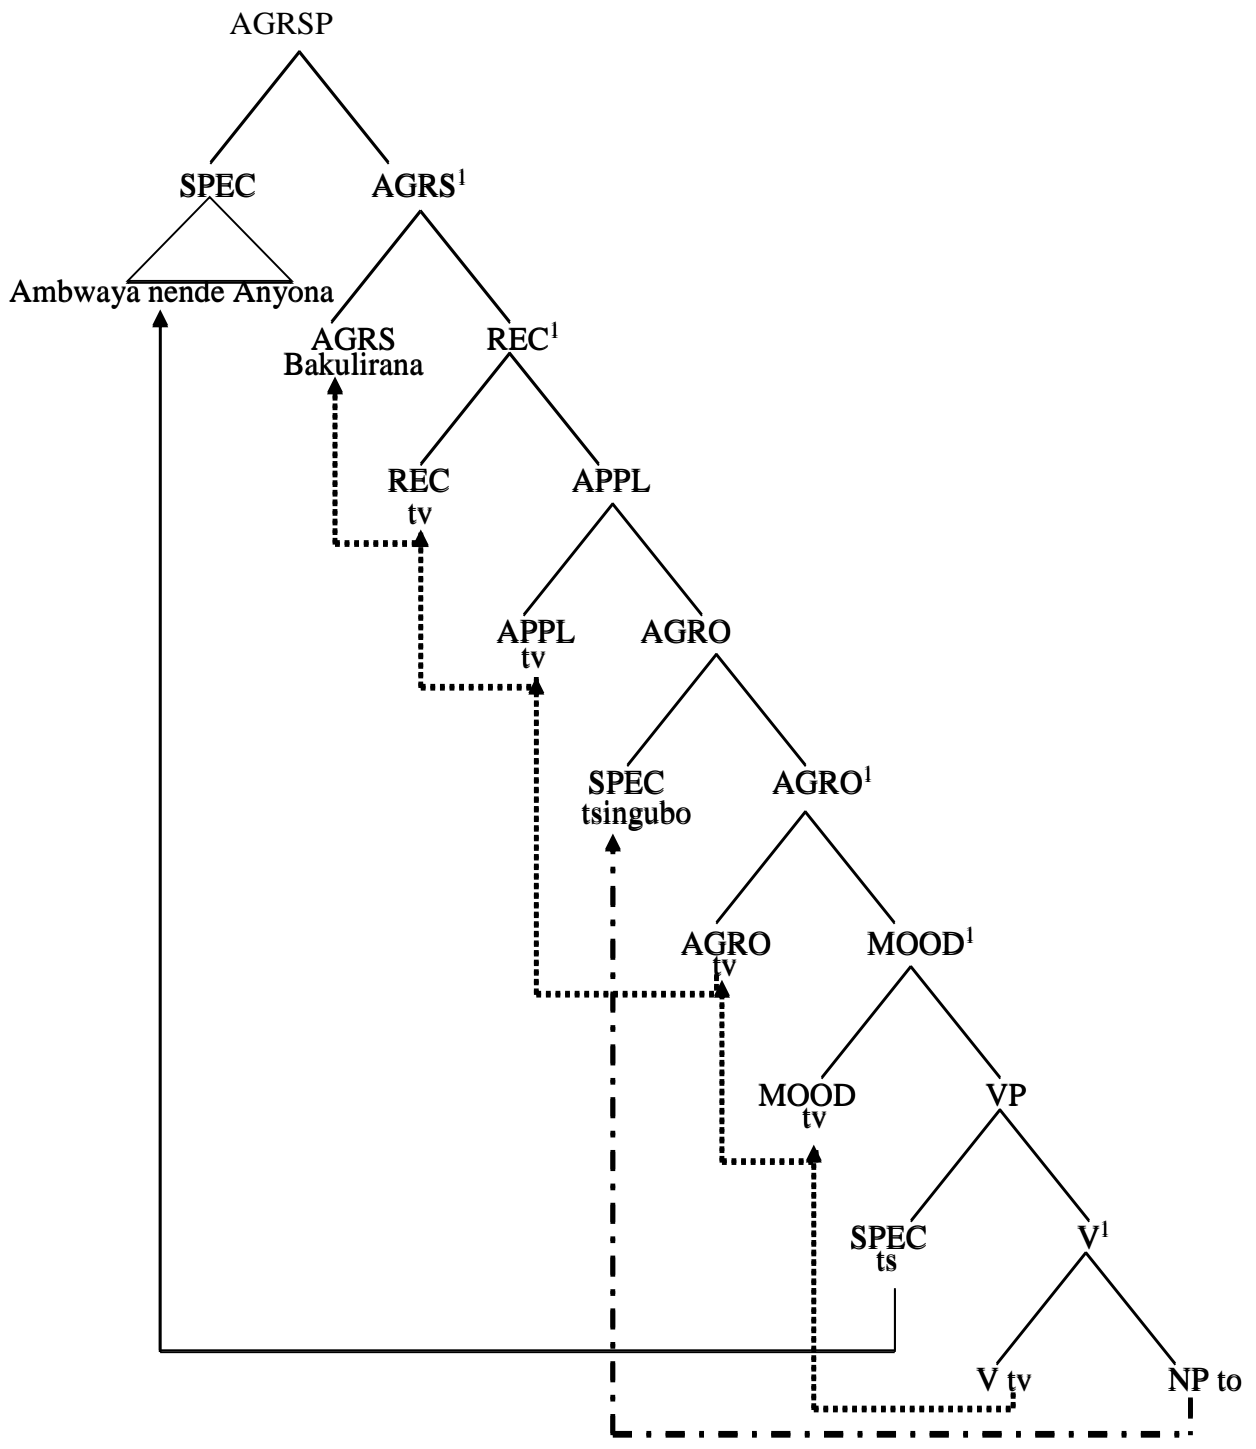 AGRSP
SPEC AGRS¹
Ambwaya nende Anyona
AGRS REC¹
Bakulirana
REC APPL
tv
APPL AGRO
tv
SPEC AGRO¹
tsingubo
AGRO MOOD¹
tv
MOOD VP
tv
SPEC V¹
ts
V tv NP to